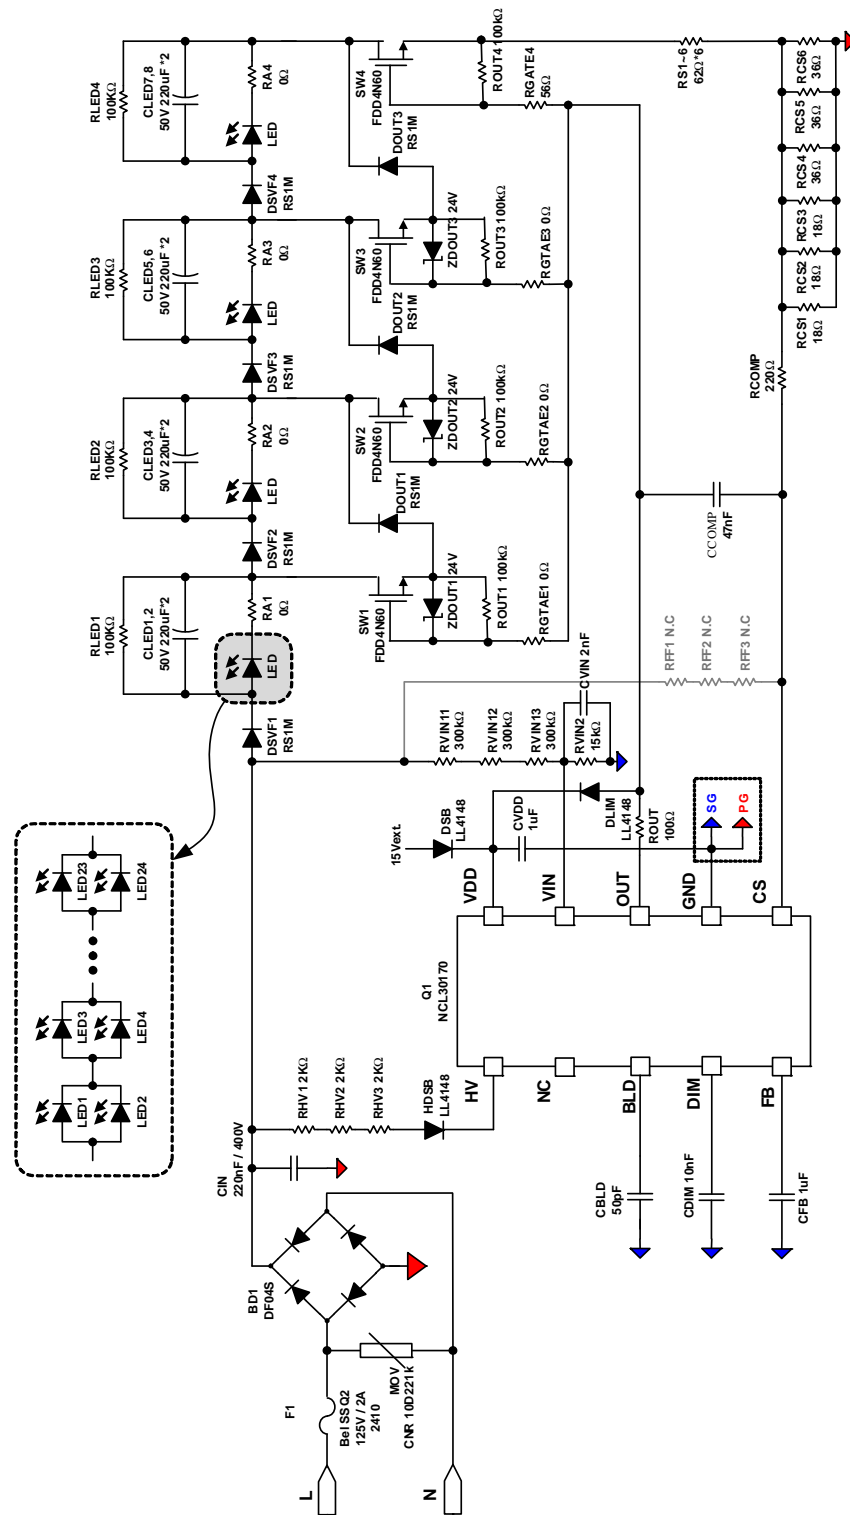 L
N
F1
Bel SSQ2
125V / 2A
2410
MOV
CNR 10D221k
BD1
DF04S
CIN
220nF / 400V
RHV1 2KΩ
RHV2 2KΩ
RHV3 2KΩ
HDSB
LL4148
LED1
LED2
LED3
LED4
LED23
LED24
HV
NC
BLD
DIM
FB
CBLD
50pF
CDIM 10nF
CFB 1uF
Q1
NCL30170
VDD
VIN
OUT
GND
CS
15Vext.
DSB
LL4148
CVDD
1uF
DLIM
LL4148
ROUT
100Ω
SG
PG
RVIN11
300kΩ
RVIN12
300kΩ
RVIN13
300kΩ
RVIN2
15kΩ
CVIN 2nF
RFF1 N.C
RFF2 N.C
RFF3 N.C
CCOMP
47nF
RCOMP
220Ω
DSVF1
RS1M
LED
RA1
0Ω
RLED1
100KΩ
CLED1,2
50V 220uF*2
SW1
FDD4N60
ZDOUT1 24V
ROUT1 100kΩ
RGTAE1 0Ω
DOUT1
RS1M
DSVF2
RS1M
LED
RA2
0Ω
RLED2
100KΩ
CLED3,4
50V 220uF*2
SW2
FDD4N60
ZDOUT2 24V
ROUT2 100kΩ
RGTAE2 0Ω
DOUT2
RS1M
DSVF3
RS1M
LED
RA3
0Ω
RLED3
100KΩ
CLED5,6
50V 220uF*2
SW3
FDD4N60
ZDOUT3 24V
ROUT3 100kΩ
RGTAE3 0Ω
DOUT3
RS1M
DSVF4
RS1M
LED
RA4
0Ω
RLED4
100KΩ
CLED7,8
50V 220uF*2
SW4
FDD4N60
ROUT4 100kΩ
RGATE4
56Ω
RS1~6
62Ω*6
RCS1
18Ω
RCS2
18Ω
RCS3
18Ω
RCS4
36Ω
RCS5
36Ω
RCS6
36Ω